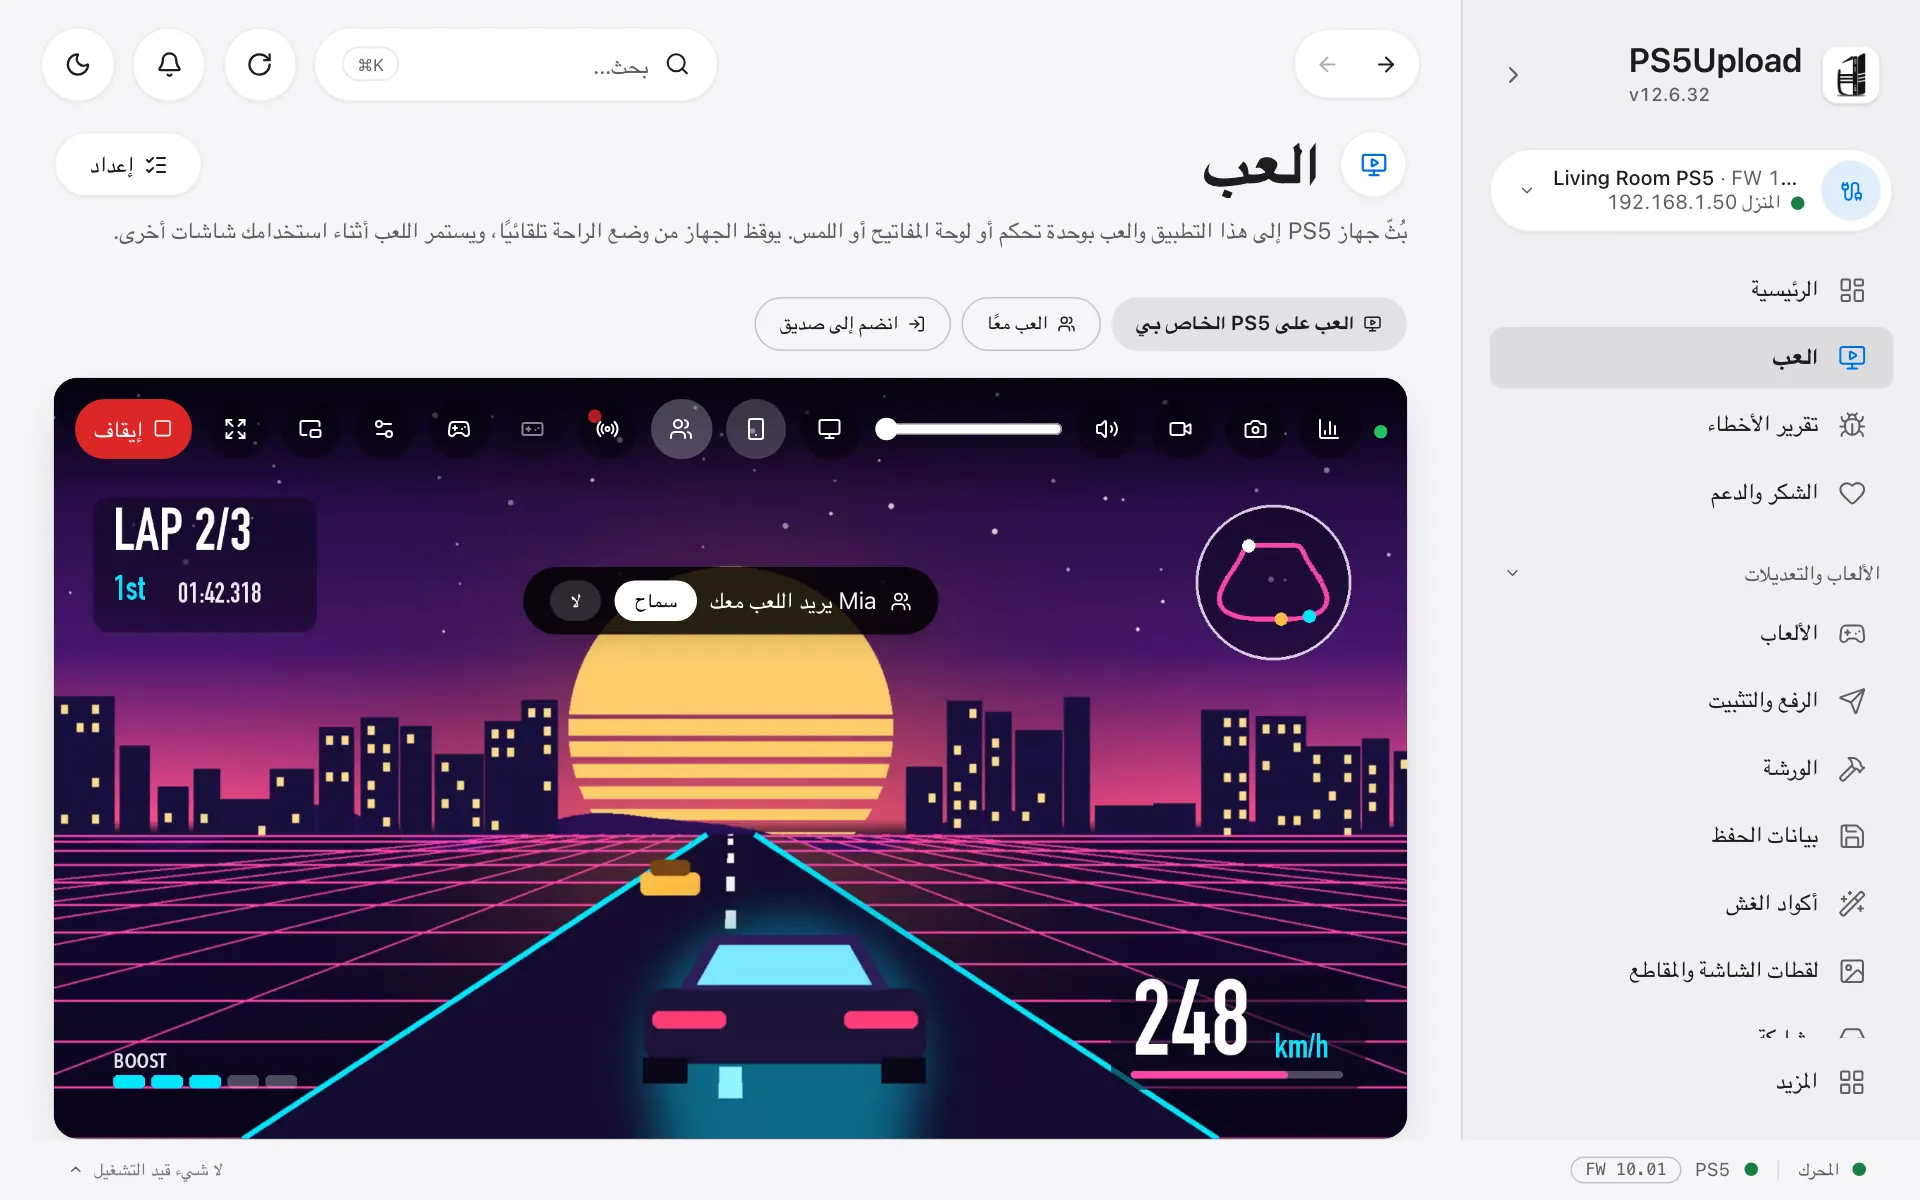 PS5Upload
v12.6.32
Living Room PS5 · FW 1...
المنزل 192.168.1.50
الرئيسية
العب
تقرير الأخطاء
الشكر والدعم
الألعاب والتعديلات
الألعاب
الرفع والتثبيت
الورشة
بيانات الحفظ
أكواد الغش
لقطات الشاشة والمقاطع
المزيد
بحث...
⌘K
العب
إعداد
بُثّ جهاز PS5 إلى هذا التطبيق والعب بوحدة تحكم أو لوحة المفاتيح أو اللمس. يوقظ الجهاز من وضع الراحة تلقائيًا، ويستمر اللعب أثناء استخدامك شاشات أخرى.
العب على PS5 الخاص بي
العب معًا
انضم إلى صديق
إيقاف
LAP 2/3
1st 01:42.318
Mia يريد اللعب معك
سماح
لا
248 km/h
BOOST
المحرك
PS5
FW 10.01
لا شيء قيد التشغيل